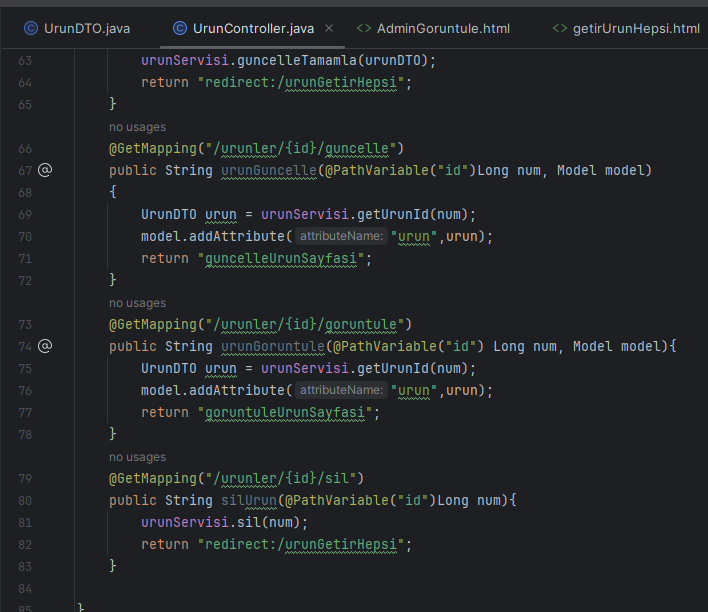 UrunDTO.java UrunController.java × <> AdminGoruntule.html <> getirUrunHepsi.html
63 urunServisi.guncelleTamamla(urunDTO);
64 return "redirect:/urunGetirHepsi";
65 }
no usages
66 @GetMapping("/urunler/{id}/guncelle")
67 public String urunGuncelle(@PathVariable("id")Long num, Model model)
68 {
69 UrunDTO urun = urunServisi.getUrunId(num);
70 model.addAttribute( attributeName: "urun",urun);
71 return "guncelleUrunSayfasi";
72 }
no usages
73 @GetMapping("/urunler/{id}/goruntule")
74 public String urunGoruntule(@PathVariable("id") Long num, Model model){
75 UrunDTO urun = urunServisi.getUrunId(num);
76 model.addAttribute( attributeName: "urun",urun);
77 return "goruntuleUrunSayfasi";
78 }
no usages
79 @GetMapping("/urunler/{id}/sil")
80 public String silUrun(@PathVariable("id")Long num){
81 urunServisi.sil(num);
82 return "redirect:/urunGetirHepsi";
83 }
84
85 }